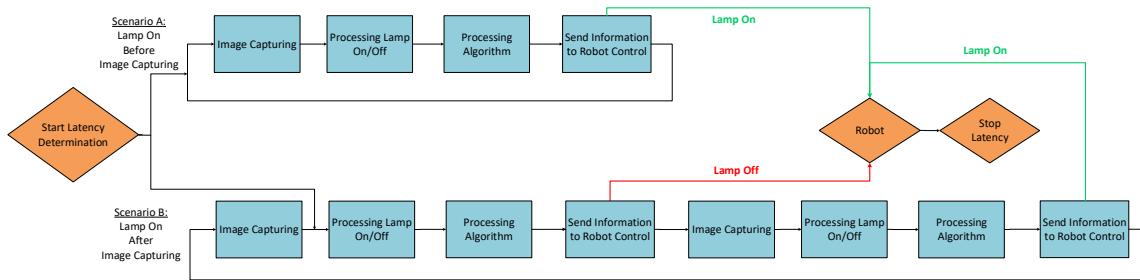 Scenario A:
Lamp On
Before
Image Capturing
Image Capturing
Processing Lamp
On/Off
Processing
Algorithm
Send Information
to Robot Control
Lamp On
Lamp On
Start Latency
Determination
Robot
Stop
Latency
Lamp Off
Scenario B:
Lamp On
After
Image Capturing
Image Capturing
Processing Lamp
On/Off
Processing
Algorithm
Send Information
to Robot Control
Image Capturing
Processing Lamp
On/Off
Processing
Algorithm
Send Information
to Robot Control